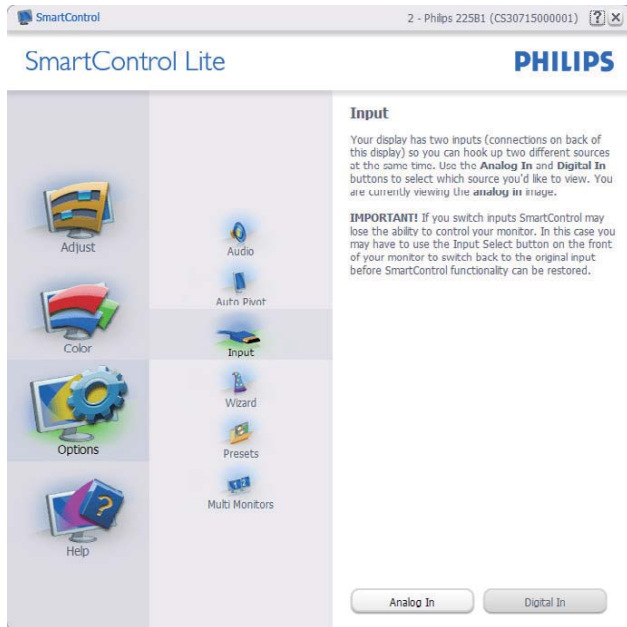 SmartControl
2 - Philips 225B1 (CS30715000001)
?
SmartControl Lite
PHILIPS
Adjust
Color
Options
Help
Audio
Auto Pivot
Input
Wizard
Presets
Multi Monitors
Input
Your display has two inputs (connections on back of
this display) so you can hook up two different sources
at the same time. Use the Analog In and Digital In
buttons to select which source you'd like to view. You
are currently viewing the analog in image.
IMPORTANT! If you switch inputs SmartControl may
lose the ability to control your monitor. In this case you
may have to use the Input Select button on the front
of your monitor to switch back to the original input
before SmartControl functionality can be restored.
Analog In
Digital In